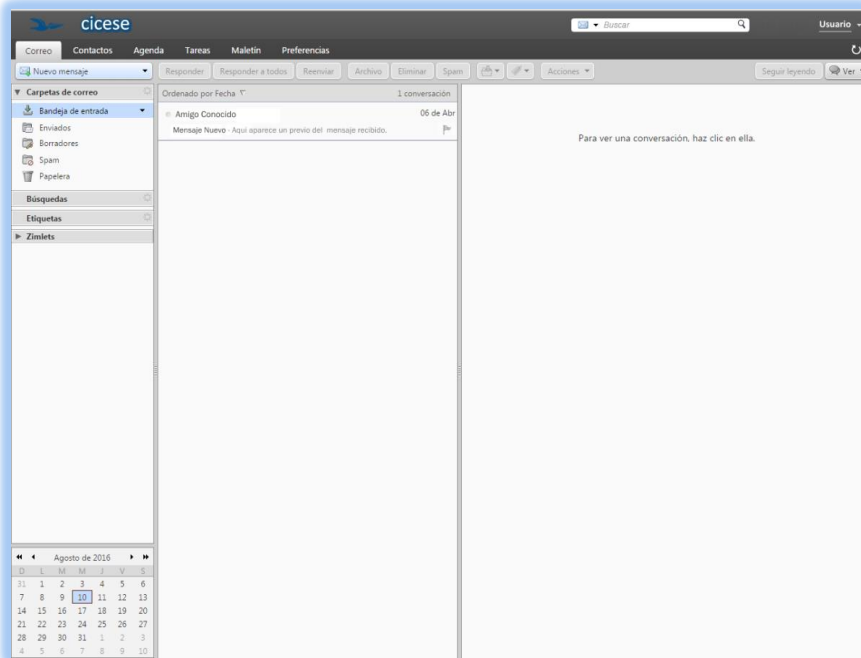 cicese
Buscar
Usuario
Correo Contactos Agenda Tareas Maletín Preferencias
Nuevo mensaje Responder Responder a todos Reenviar Archivo Eliminar Spam Acciones Seguir leyendo Ver
Carpetas de correo
Bandeja de entrada
Enviados
Borradores
Spam
Papelera
Búsquedas
Etiquetas
Zimlets
Ordenado por Fecha 1 conversación
Amigo Conocido 06 de Abr
Mensaje Nuevo - Aqui aparece un previo del mensaje recibido.
Para ver una conversación, haz clic en ella.
Agosto de 2016
D L M M J V S
31 1 2 3 4 5 6
7 8 9 10 11 12 13
14 15 16 17 18 19 20
21 22 23 24 25 26 27
28 29 30 31 1 2 3
4 5 6 7 8 9 10